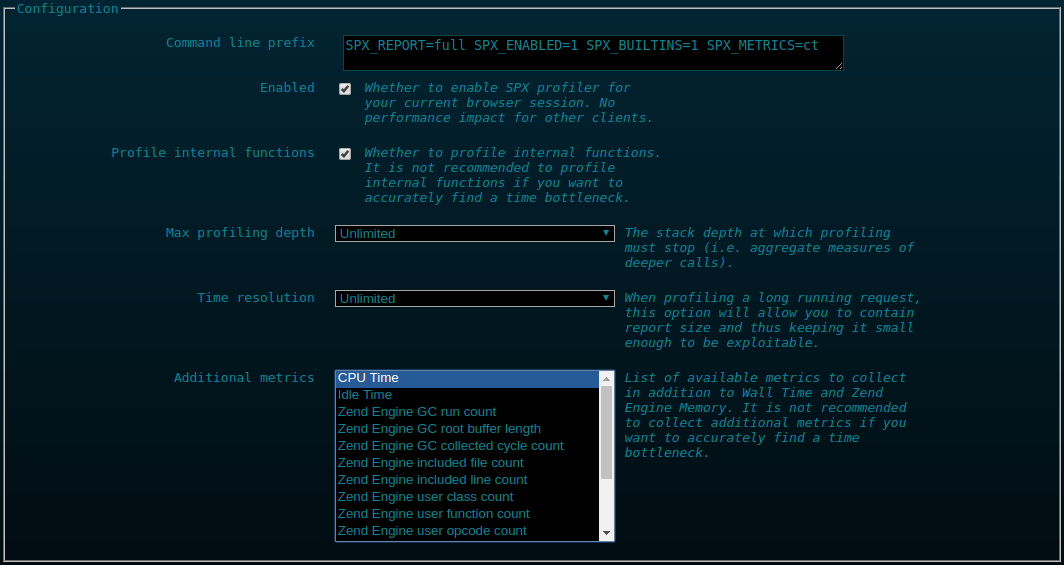 Configuration
Command line prefix
SPX_REPORT=full SPX_ENABLED=1 SPX_BUILTINS=1 SPX_METRICS=ct
Enabled
Whether to enable SPX profiler for
your current browser session. No
performance impact for other clients.
Profile internal functions
Whether to profile internal functions.
It is not recommended to profile
internal functions if you want to
accurately find a time bottleneck.
Max profiling depth
Unlimited
The stack depth at which profiling
must stop (i.e. aggregate measures of
deeper calls).
Time resolution
Unlimited
When profiling a long running request,
this option will allow you to contain
report size and thus keeping it small
enough to be exploitable.
Additional metrics
CPU Time
Idle Time
Zend Engine GC run count
Zend Engine GC root buffer length
Zend Engine GC collected cycle count
Zend Engine included file count
Zend Engine included line count
Zend Engine user class count
Zend Engine user function count
Zend Engine user opcode count
List of available metrics to collect
in addition to Wall Time and Zend
Engine Memory. It is not recommended
to collect additional metrics if you
want to accurately find a time
bottleneck.